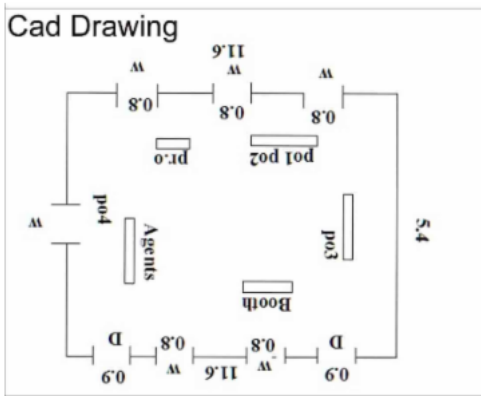 Cad Drawing
11.6
W W W
0.8 0.8 0.8
pr.o po1 po2
po4
W
Agents
po3
5.4
Booth
D 0.8 0.8 D
0.9 W 11.6 W 0.9